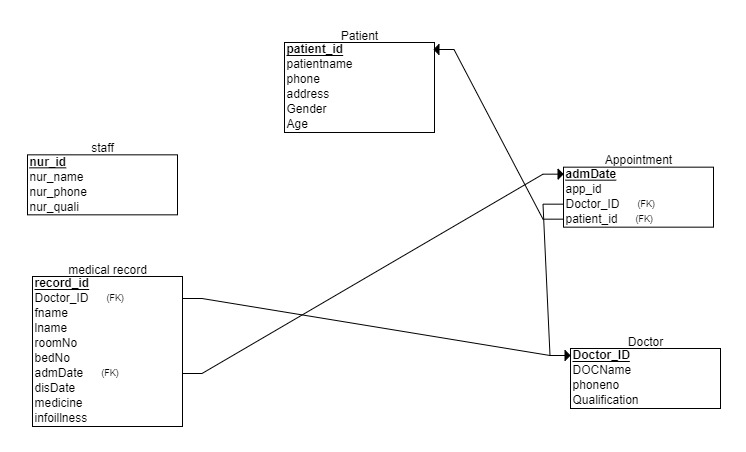 Patient
patient_id
patientname
phone
address
Gender
Age
staff
nur_id
nur_name
nur_phone
nur_quali
Appointment
admDate
app_id
Doctor_ID (FK)
patient_id (FK)
medical record
record_id
Doctor_ID (FK)
fname
lname
roomNo
bedNo
admDate (FK)
disDate
medicine
infoillness
Doctor
Doctor_ID
DOCName
phoneno
Qualification